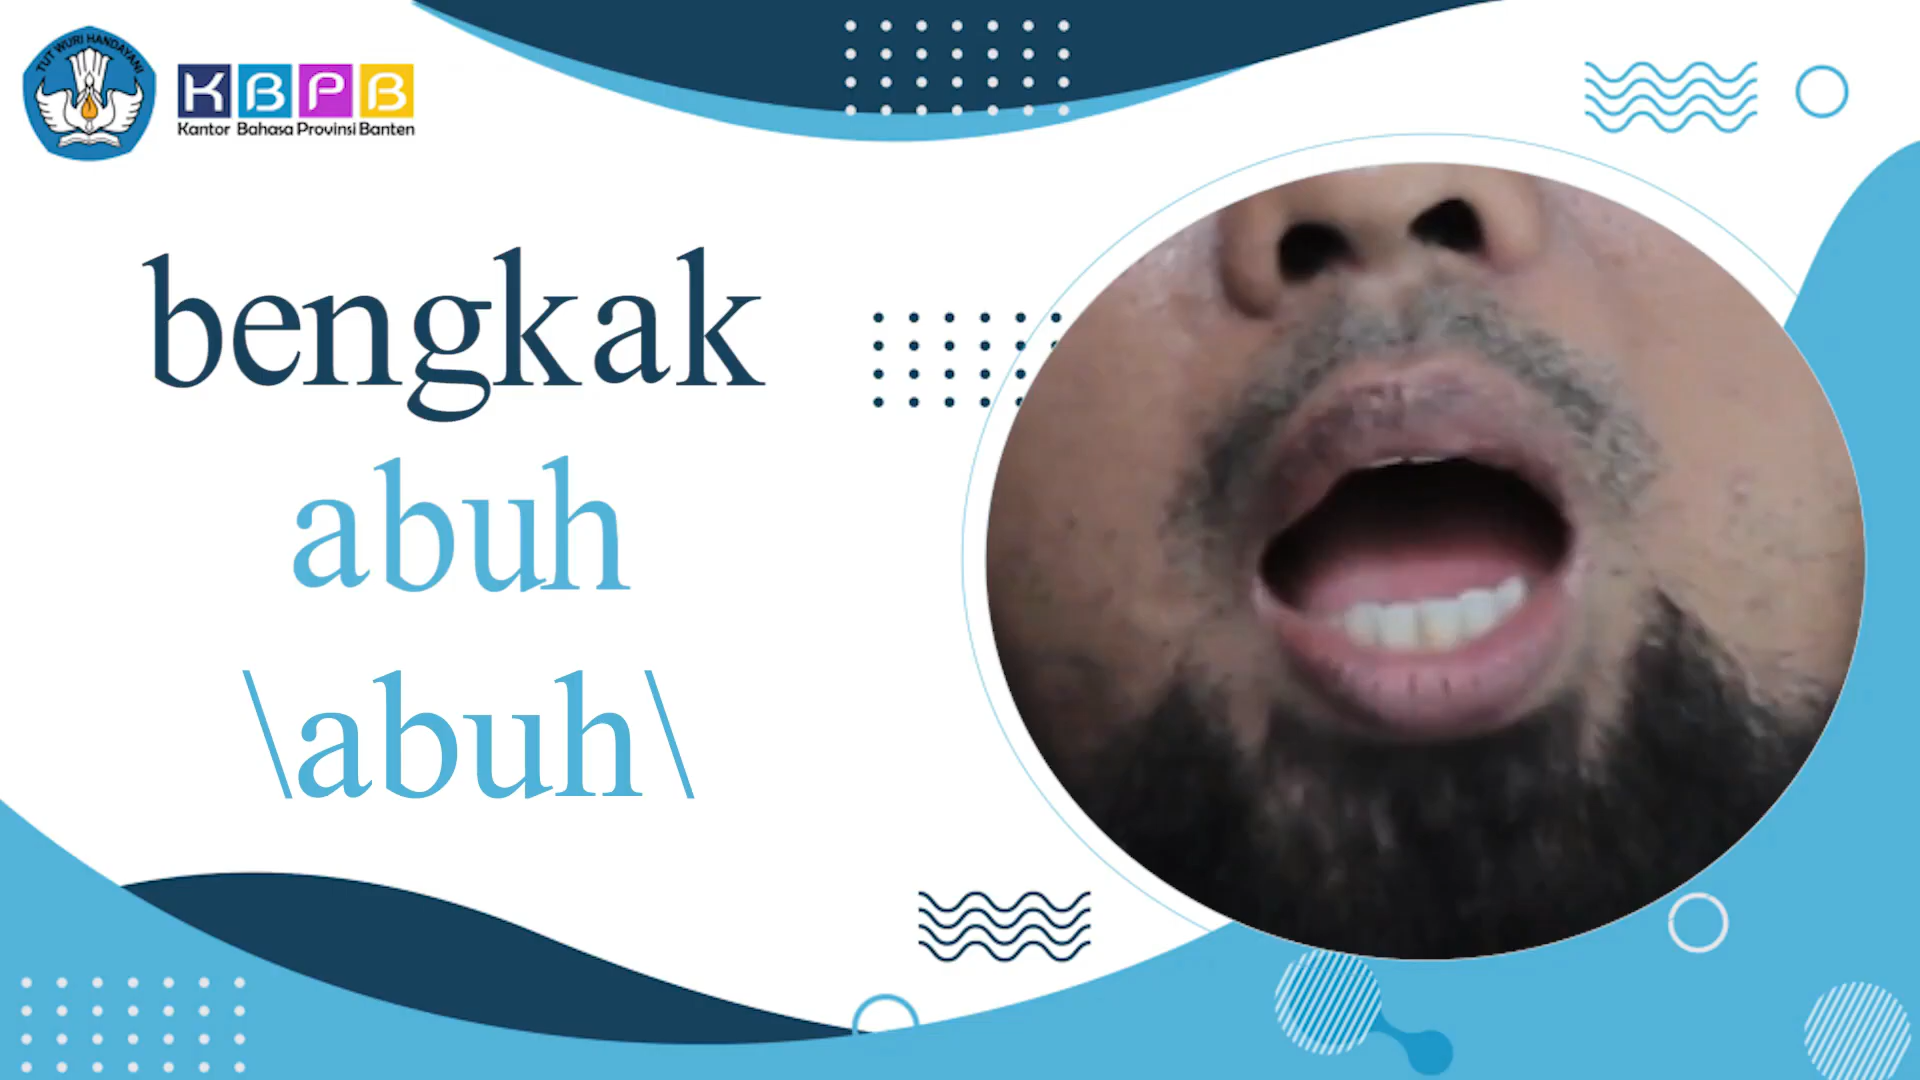 TUT WURI HANDAYANI
KBPB
Kantor Bahasa Provinsi Banten
bengkak
abuh
\abuh\